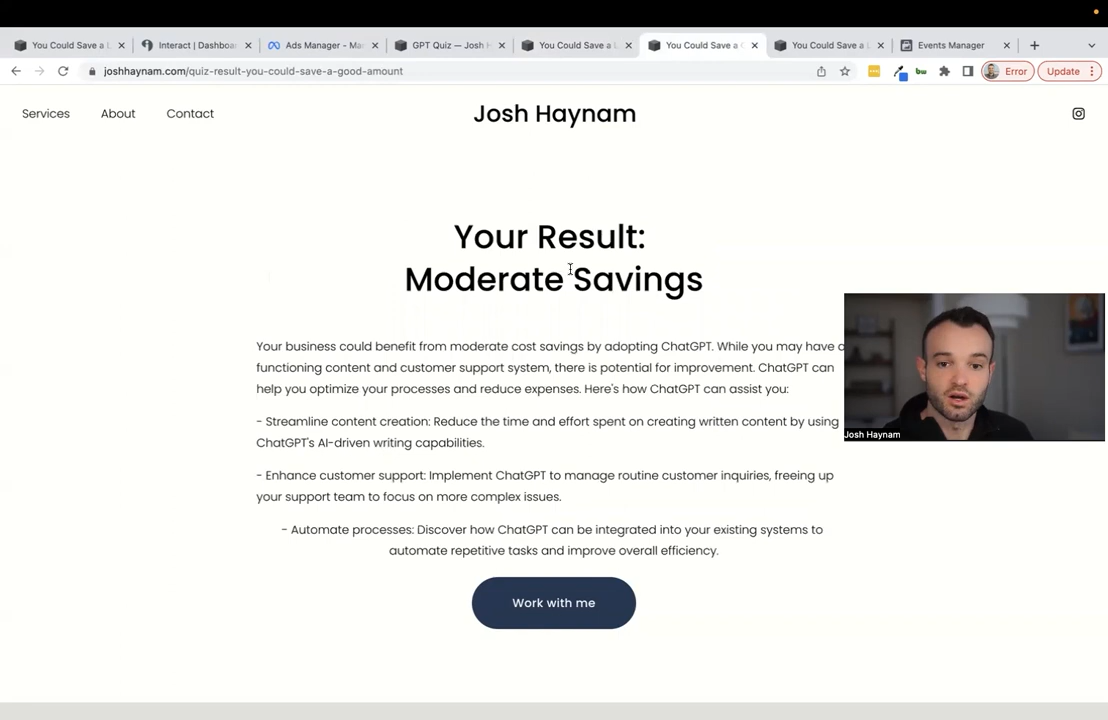 You Could Save a L
Interact | Dashboar
Ads Manager - Ma
GPT Quiz — Josh H
You Could Save a
You Could Save a G
You Could Save a L
Events Manager
joshhaynam.com/quiz-result-you-could-save-a-good-amount
Error
Update
Services
About
Contact
Josh Haynam
Your Result:
Moderate Savings
Your business could benefit from moderate cost savings by adopting ChatGPT. While you may have a
functioning content and customer support system, there is potential for improvement. ChatGPT can
help you optimize your processes and reduce expenses. Here's how ChatGPT can assist you:
- Streamline content creation: Reduce the time and effort spent on creating written content by using
ChatGPT's AI-driven writing capabilities.
- Enhance customer support: Implement ChatGPT to manage routine customer inquiries, freeing up
your support team to focus on more complex issues.
- Automate processes: Discover how ChatGPT can be integrated into your existing systems to
automate repetitive tasks and improve overall efficiency.
Work with me
Josh Haynam